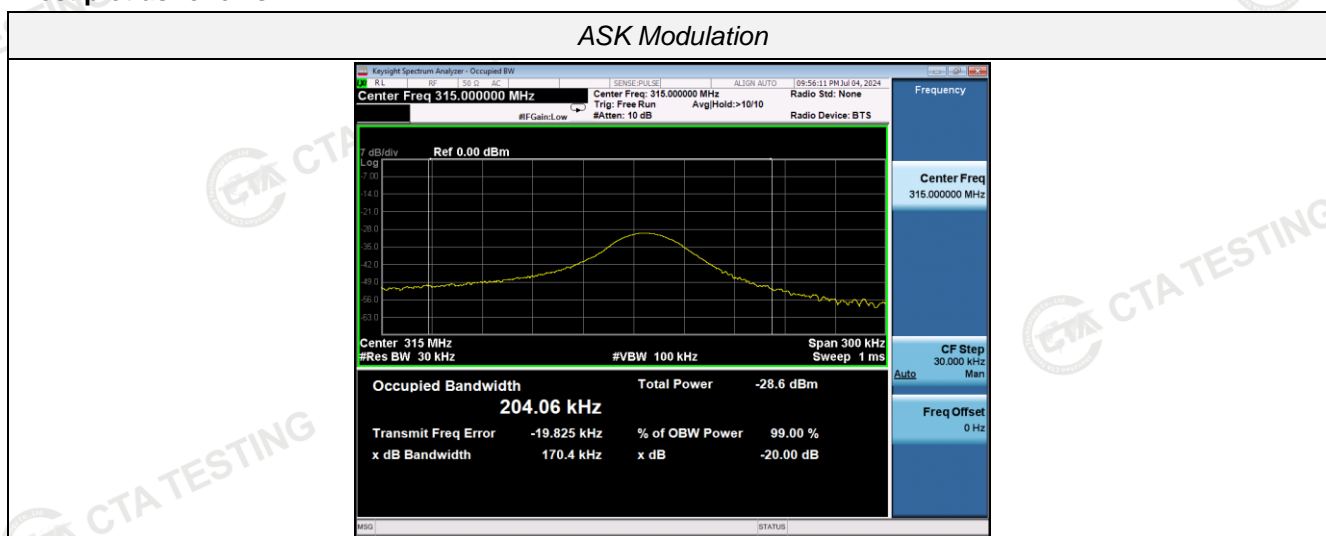 ASK Modulation
Keysight Spectrum Analyzer - Occupied BW
RL RF 50 Ω AC SENSE:PULSE ALIGN AUTO 09:56:11 PM Jul 04, 2024
Center Freq 315.000000 MHz
Center Freq: 315.000000 MHz
Radio Std: None
Trig: Free Run Avg|Hold:>10/10
#IFGain:Low #Atten: 10 dB Radio Device: BTS
Frequency
7 dB/div Ref 0.00 dBm
Log
-7.00
-14.0
-21.0
-28.0
-35.0
-42.0
-49.0
-56.0
-63.0
Center 315 MHz Span 300 kHz
#Res BW 30 kHz #VBW 100 kHz Sweep 1 ms
Occupied Bandwidth Total Power -28.6 dBm
204.06 kHz
Transmit Freq Error -19.825 kHz % of OBW Power 99.00 %
x dB Bandwidth 170.4 kHz x dB -20.00 dB
Center Freq
315.000000 MHz
CF Step
30.000 kHz
Auto Man
Freq Offset
0 Hz
MSG STATUS
CTA TESTING
CTA TESTING
CTA